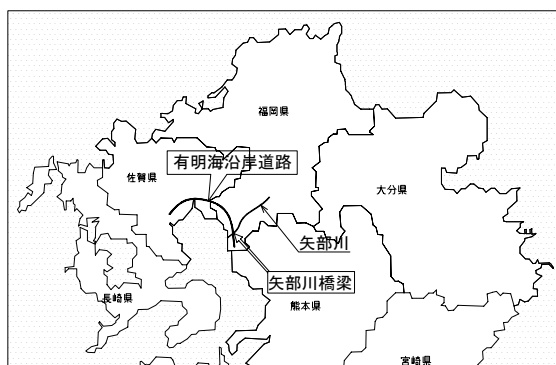 福岡県
佐賀県
有明海沿岸道路
大分県
矢部川
矢部川橋梁
長崎県
熊本県
宮崎県